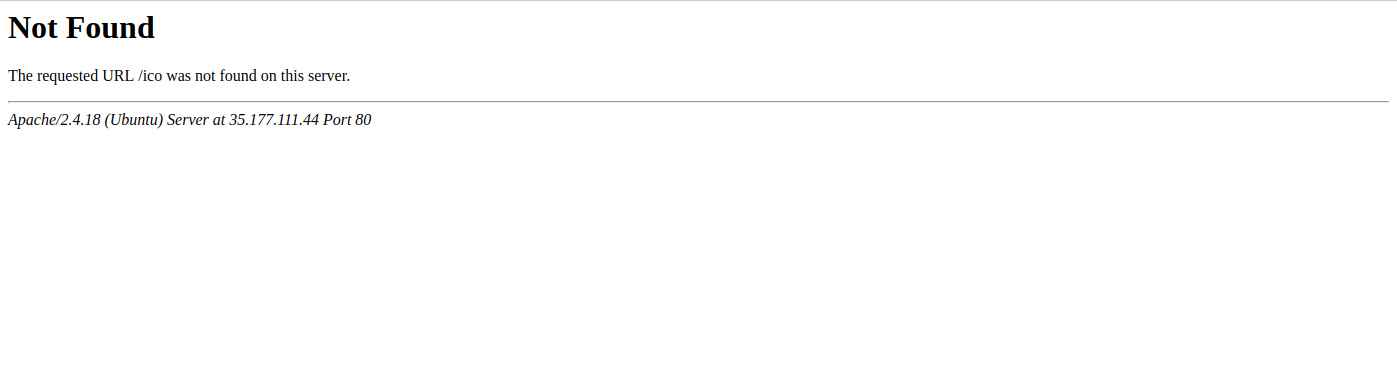 Not Found
The requested URL /ico was not found on this server.
Apache/2.4.18 (Ubuntu) Server at 35.177.111.44 Port 80